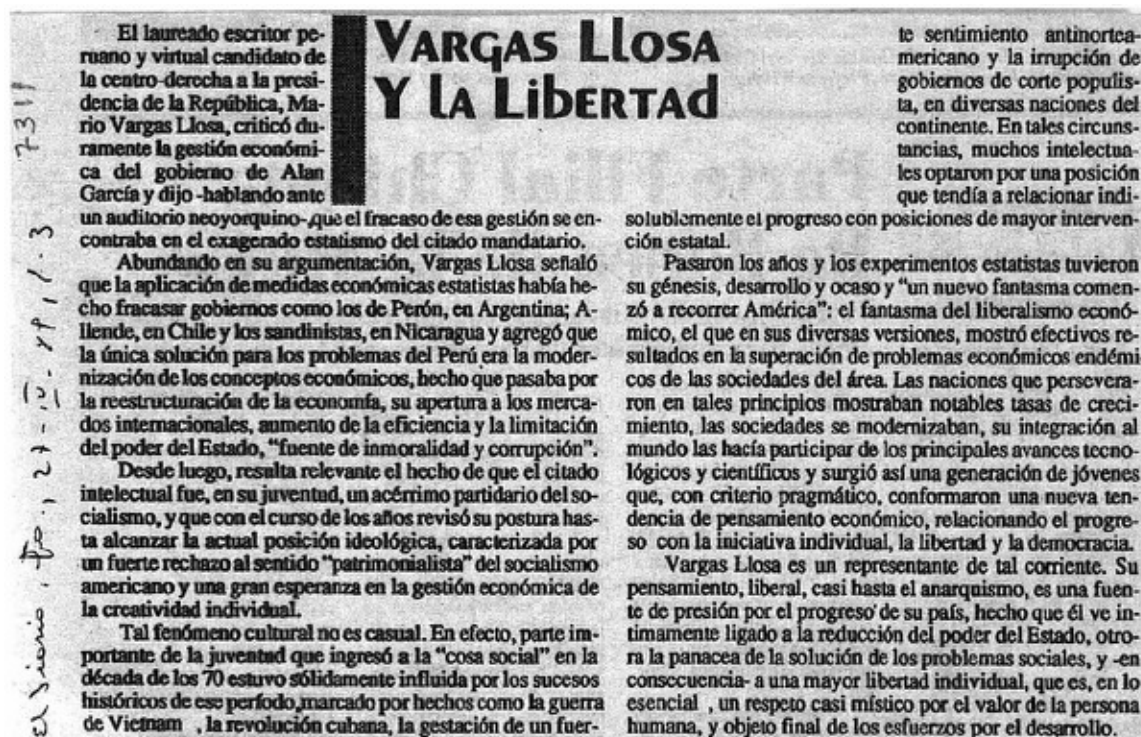 VARGAS LLOSA
Y LA LIBERTAD
El laureado escritor pe-
ruano y virtual candidato de
la centro-derecha a la presi-
dencia de la República, Ma-
rio Vargas Llosa, criticó du-
ramente la gestión económi-
ca del gobierno de Alan
García y dijo -hablando ante
un auditorio neoyorquino-,que el fracaso de esa gestión se en-
contraba en el exagerado estatismo del citado mandatario.
Abundando en su argumentación, Vargas Llosa señaló
que la aplicación de medidas económicas estatistas había he-
cho fracasar gobiernos como los de Perón, en Argentina; A-
llende, en Chile y los sandinistas, en Nicaragua y agregó que
la única solución para los problemas del Perú era la moder-
nización de los conceptos económicos, hecho que pasaba por
la reestructuración de la economía, su apertura a los merca-
dos internacionales, aumento de la eficiencia y la limitación
del poder del Estado, “fuente de inmoralidad y corrupción”.
Desde luego, resulta relevante el hecho de que el citado
intelectual fue, en su juventud, un acérrimo partidario del so-
cialismo, y que con el curso de los años revisó su postura has-
ta alcanzar la actual posición ideológica, caracterizada por
un fuerte rechazo al sentido “patrimonialista” del socialismo
americano y una gran esperanza en la gestión económica de
la creatividad individual.
Tal fenómeno cultural no es casual. En efecto, parte im-
portante de la juventud que ingresó a la “cosa social” en la
década de los 70 estuvo sólidamente influida por los sucesos
históricos de ese período,marcado por hechos como la guerra
de Vietnam , la revolución cubana, la gestación de un fuer-
te sentimiento antinortea-
mericano y la irrupción de
gobiernos de corte populis-
ta, en diversas naciones del
continente. En tales circuns-
tancias, muchos intelectua-
les optaron por una posición
que tendía a relacionar indi-
solublemente el progreso con posiciones de mayor interven-
ción estatal.
Pasaron los años y los experimentos estatistas tuvieron
su génesis, desarrollo y ocaso y “un nuevo fantasma comen-
zó a recorrer América”: el fantasma del liberalismo econó-
mico, el que en sus diversas versiones, mostró efectivos re-
sultados en la superación de problemas económicos endémi
cos de las sociedades del área. Las naciones que persevera-
ron en tales principios mostraban notables tasas de creci-
miento, las sociedades se modernizaban, su integración al
mundo las hacía participar de los principales avances tecno-
lógicos y científicos y surgió así una generación de jóvenes
que, con criterio pragmático, conformaron una nueva ten-
dencia de pensamiento económico, relacionando el progre-
so con la iniciativa individual, la libertad y la democracia.
Vargas Llosa es un representante de tal corriente. Su
pensamiento, liberal, casi hasta el anarquismo, es una fuen-
te de presión por el progreso de su país, hecho que él ve ín-
timamente ligado a la reducción del poder del Estado, otro-
ra la panacea de la solución de los problemas sociales, y -en
consecuencia- a una mayor libertad individual, que es, en lo
esencial , un respeto casi místico por el valor de la persona
humana, y objeto final de los esfuerzos por el desarrollo.